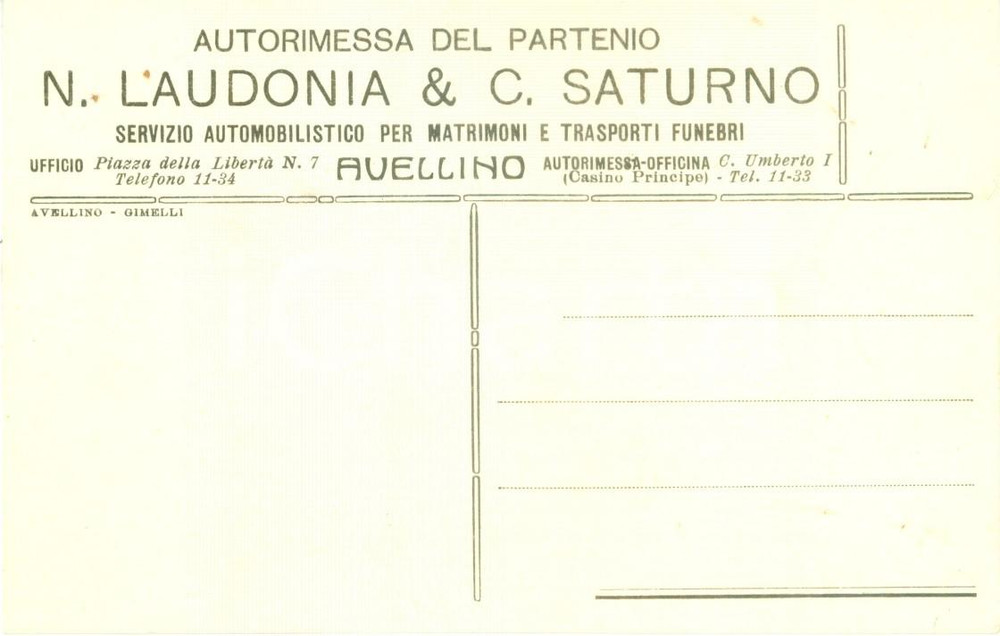 AUTORIMESSA DEL PARTENIO
N. L'AUDONIA & C. SATURNO
SERVIZIO AUTOMOBILISTICO PER MATRIMONI E TRASPORTI FUNEBRI
UFFICIO Piazza della Libertà N. 7
Telefono 11-34
AVELLINO
AUTORIMESSA-OFFICINA C. Umberto I
(Casino Principe) - Tel. 11-33
AVELLINO - GIMELLI